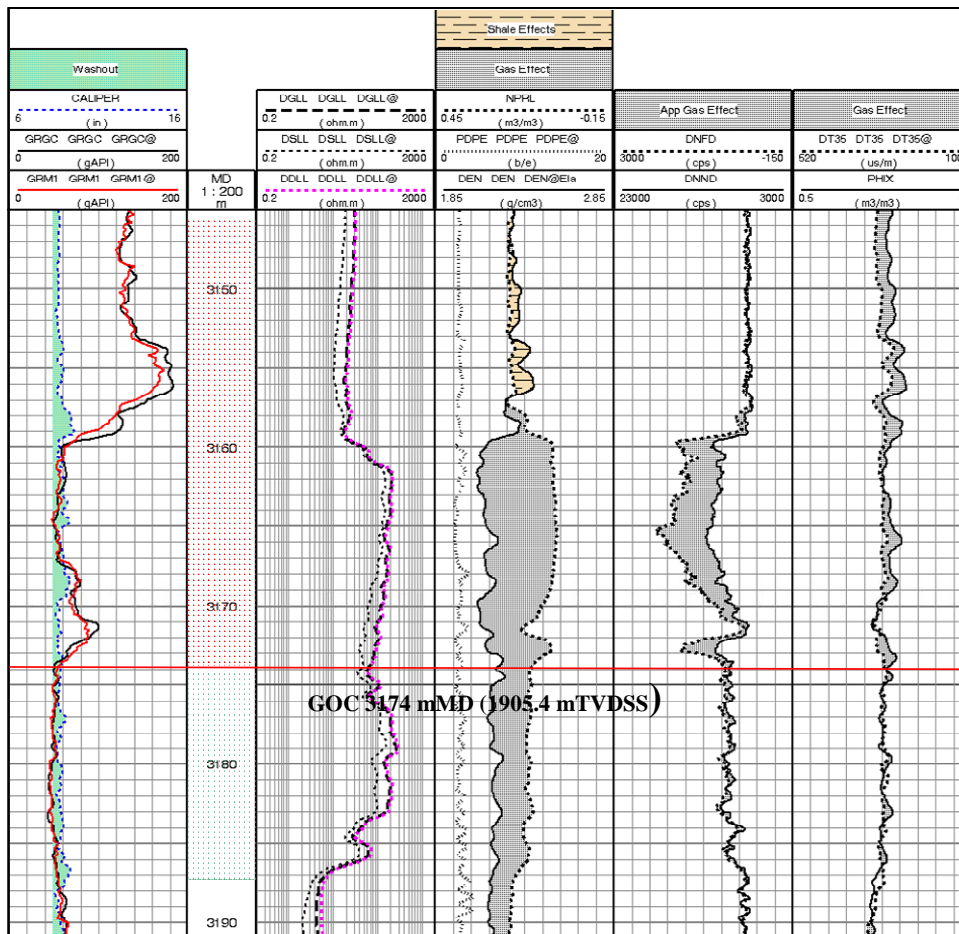 Shale Effects
Washout
Gas Effect
CALIPER
6 (in) 16
DGLL DGLL DGLL@
0.2 (ohm.m) 2000
NPRL
0.45 (m3/m3) -0.15
App Gas Effect
Gas Effect
GRGC GRGC GRGC@
0 (gAPI) 200
DSLL DSLL DSLL@
0.2 (ohm.m) 2000
PDPE PDPE PDPE@
0 (b/e) 20
DNFD
3000 (cps) -150
DT35 DT35 DT35@
520 (us/m) 100
GRM1 GRM1 GRM1@
0 (gAPI) 200
MD
1 : 200
m
DDLL DDLL DDLL@
0.2 (ohm.m) 2000
DEN DEN DEN@Ela
1.85 (g/cm3) 2.85
DNND
23000 (cps) 3000
PHIX
0.5 (m3/m3)
3150
3160
3170
GOC 3174 mMD (1905.4 mTVDSS)
3180
3190